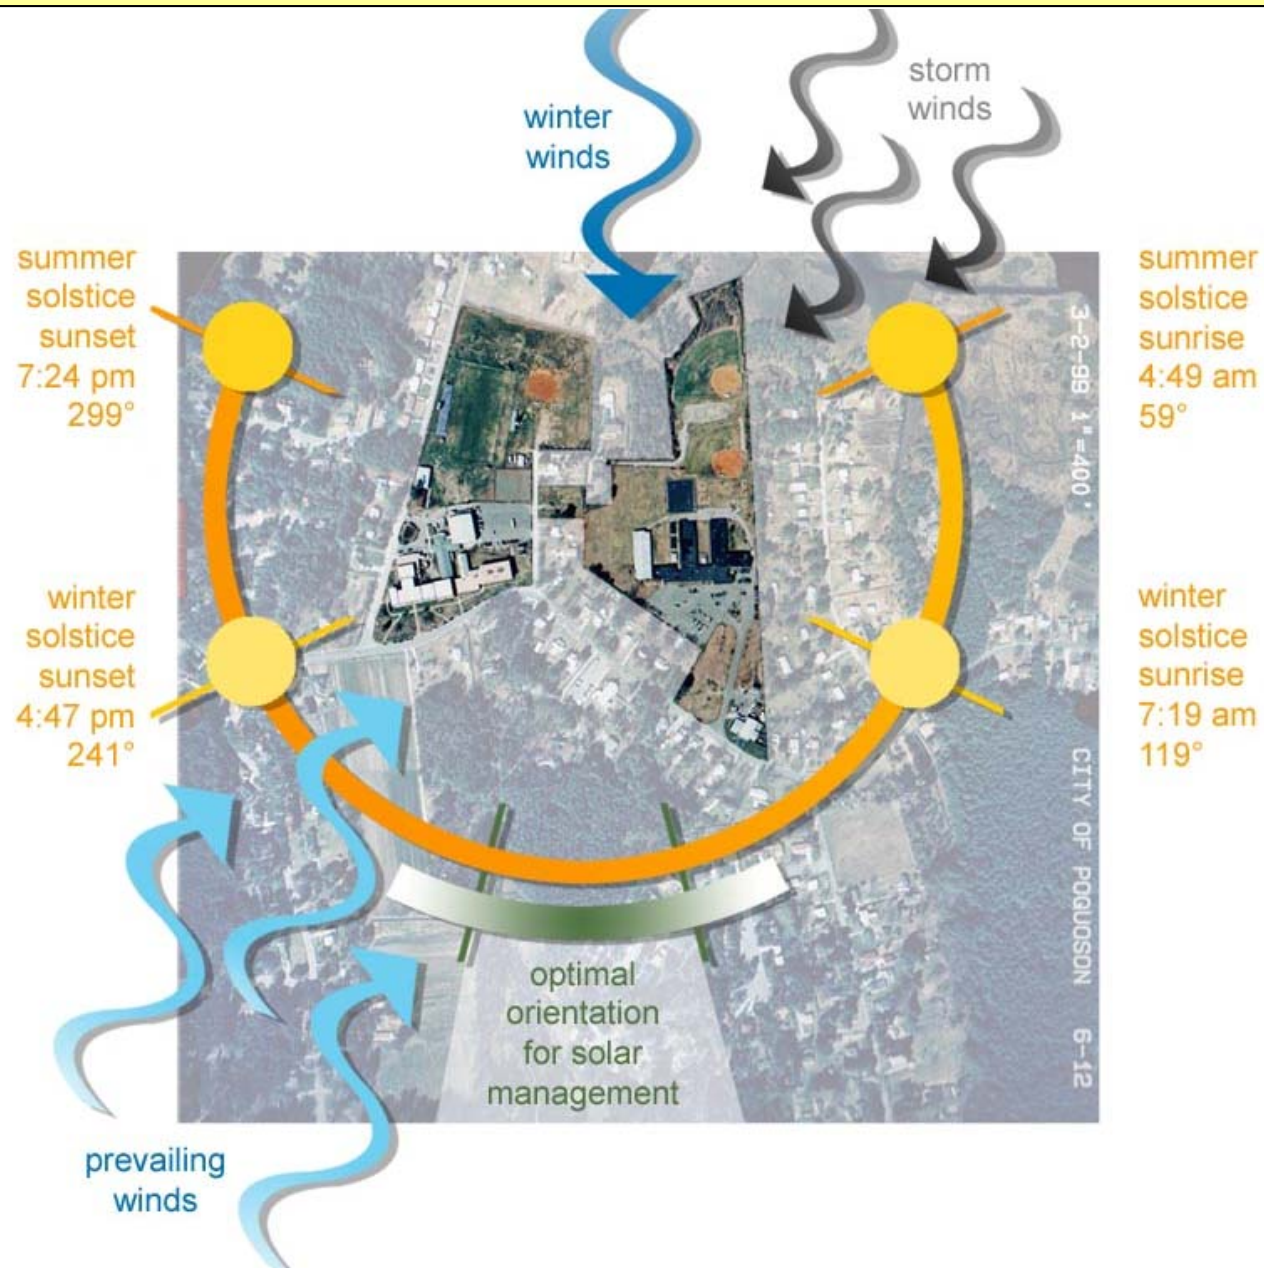 storm
winds
winter
winds
summer
solstice
sunset
7:24 pm
299°
summer
solstice
sunrise
4:49 am
59°
3-2-99 1"=400'
winter
solstice
sunset
4:47 pm
241°
winter
solstice
sunrise
7:19 am
119°
CITY OF POQUOSON 6-12
optimal
orientation
for solar
management
prevailing
winds